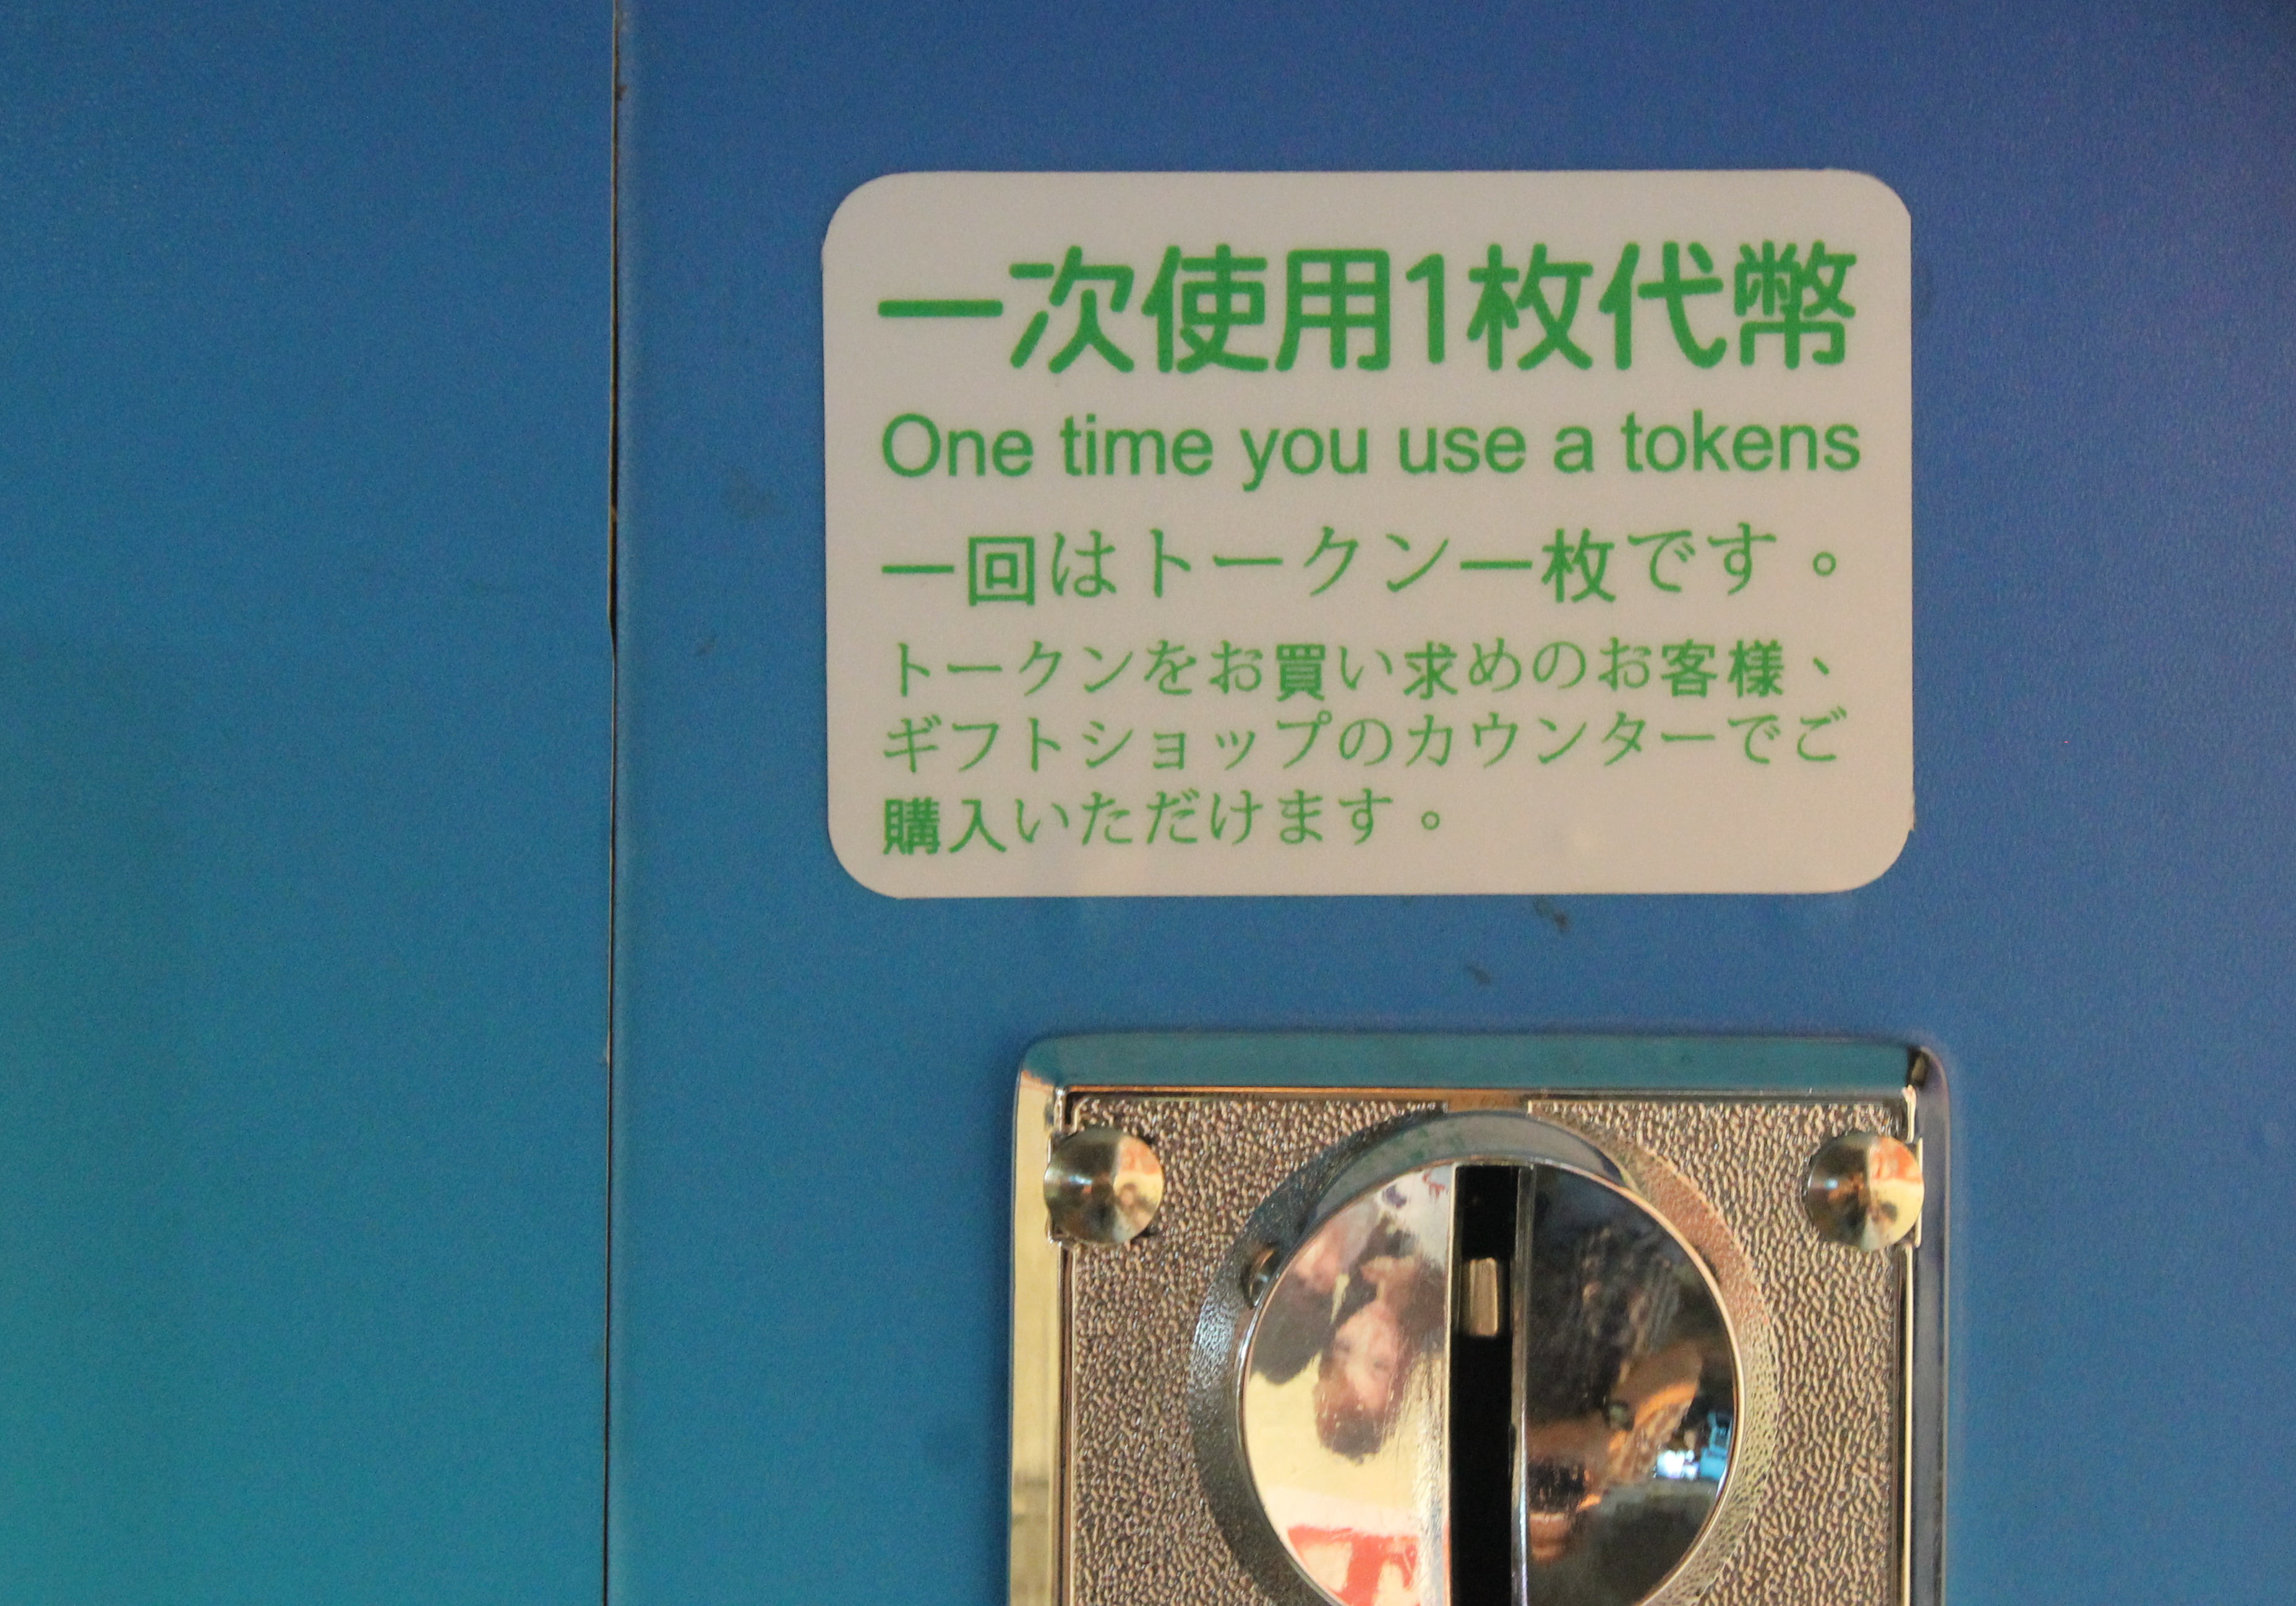 一次使用1枚代幣
One time you use a tokens
一回はトークン一枚です。
トークンをお買い求めのお客樣、
ギフトショップのカウンターでご
購入いただけます。